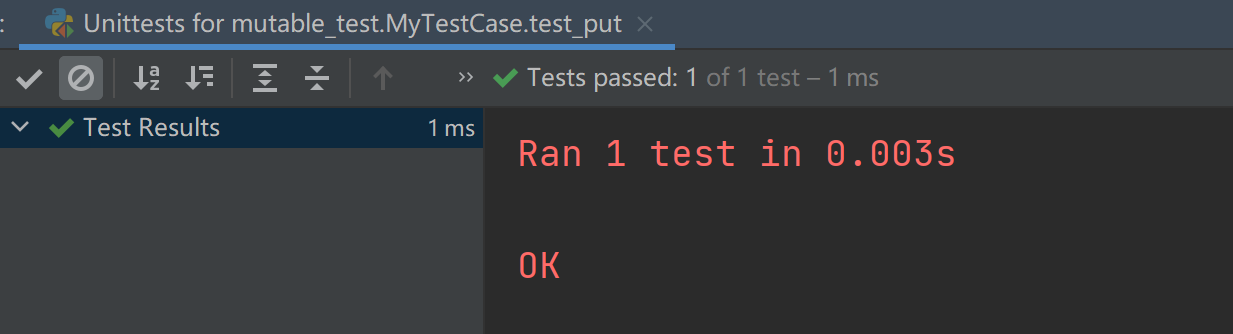 :
Unittests for mutable_test.MyTestCase.test_put
Tests passed: 1 of 1 test – 1 ms
Test Results 1 ms
Ran 1 test in 0.003s
OK